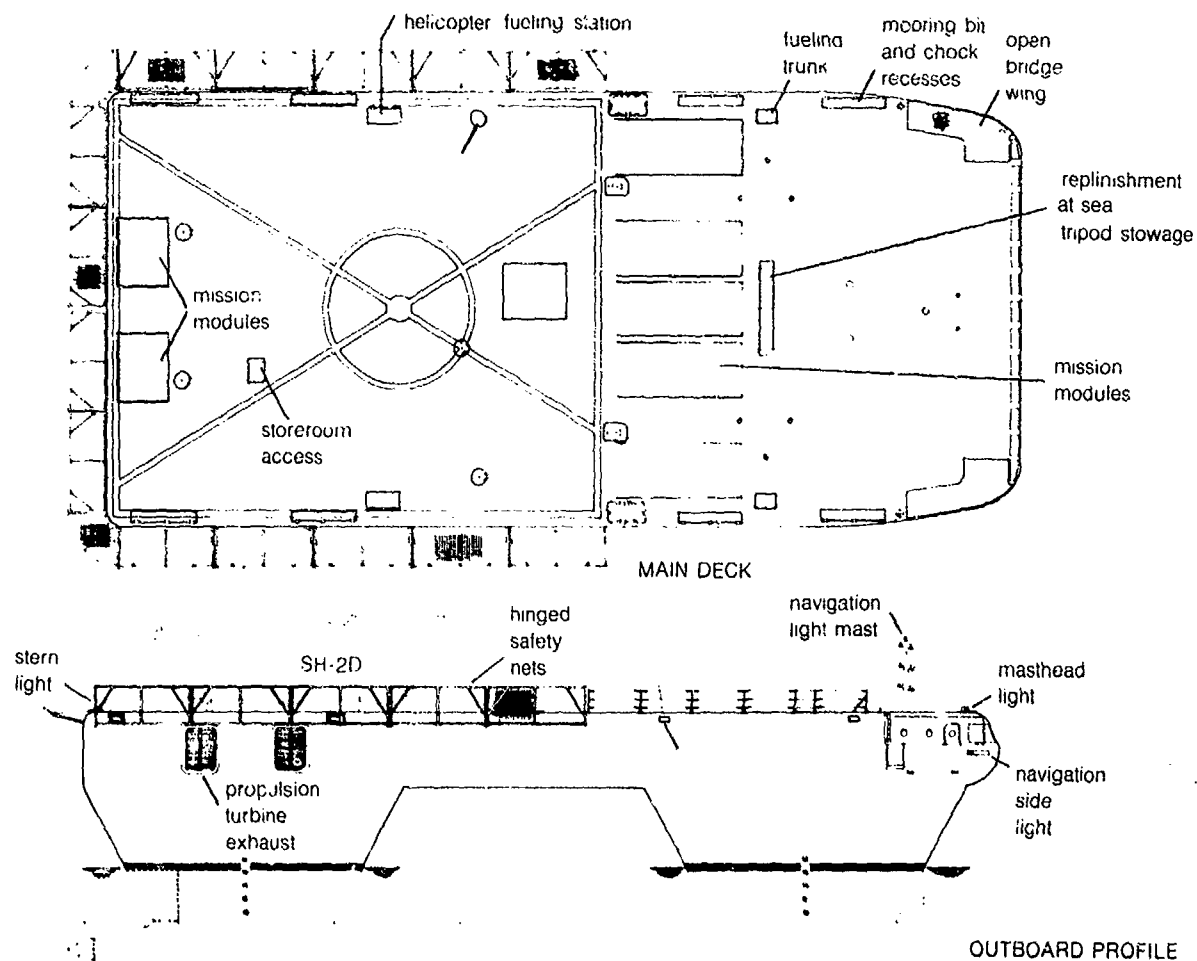 helicopter fueling station
fueling
trunk
mooring bit
and chock
recesses
open
bridge
wing
replinishment
at sea
tripod stowage
mission
modules
storeroom
access
mission
modules
MAIN DECK
stern
light
SH-2D
hinged
safety
nets
navigation
light mast
masthead
light
propulsion
turbine
exhaust
navigation
side
light
OUTBOARD PROFILE